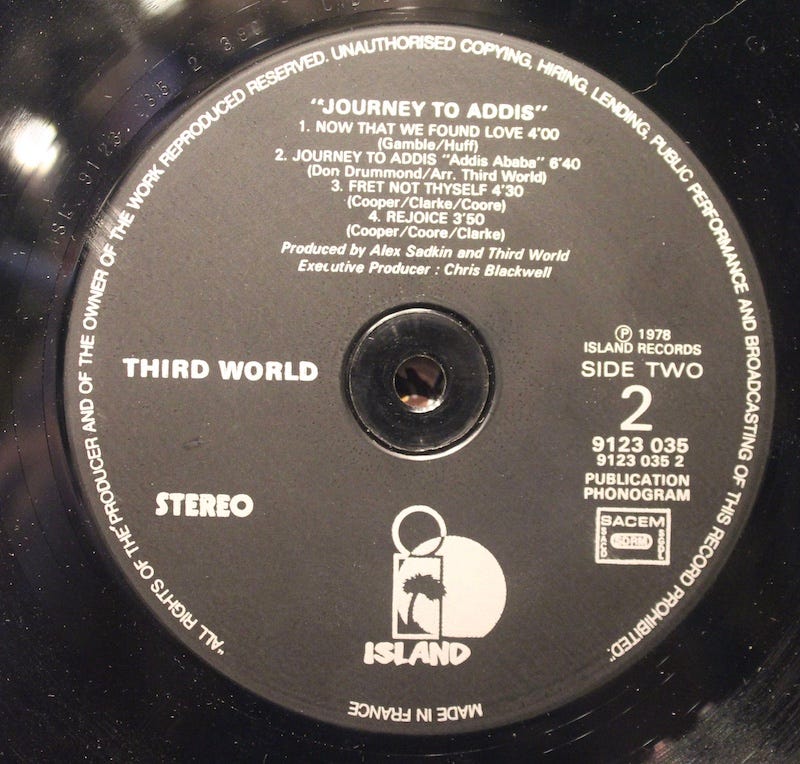 "ALL RIGHTS OF THE PRODUCER AND OF THE OWNER OF THE WORK REPRODUCED RESERVED. UNAUTHORISED COPYING, HIRING, LENDING, PUBLIC PERFORMANCE AND BROADCASTING OF THIS RECORD PROHIBITED."
"JOURNEY TO ADDIS"
1. NOW THAT WE FOUND LOVE 4'00
(Gamble/Huff)
2. JOURNEY TO ADDIS "Addis Ababa" 6'40
(Don Drummond/Arr. Third World)
3. FRET NOT THYSELF 4'30
(Cooper/Clarke/Coore)
4. REJOICE 3'50
(Cooper/Coore/Clarke)
Produced by Alex Sadkin and Third World
Executive Producer : Chris Blackwell
THIRD WORLD
STEREO
Ⓟ 1978
ISLAND RECORDS
SIDE TWO
2
9123 035
9123 035 2
PUBLICATION
PHONOGRAM
SACEM
SACD
SDRM
SGDL
ISLAND
MADE IN FRANCE